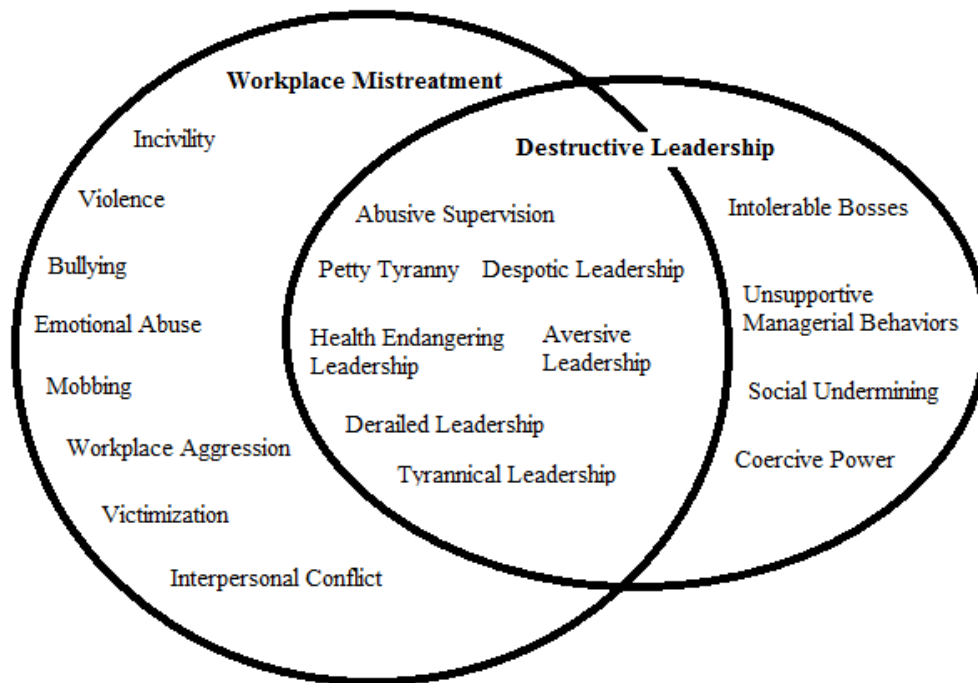 Workplace Mistreatment
Incivility
Violence
Bullying
Emotional Abuse
Mobbing
Workplace Aggression
Victimization
Interpersonal Conflict
Destructive Leadership
Abusive Supervision
Petty Tyranny
Despotic Leadership
Health Endangering
Leadership
Aversive
Leadership
Derailed Leadership
Tyrannical Leadership
Intolerable Bosses
Unsupportive
Managerial Behaviors
Social Undermining
Coercive Power